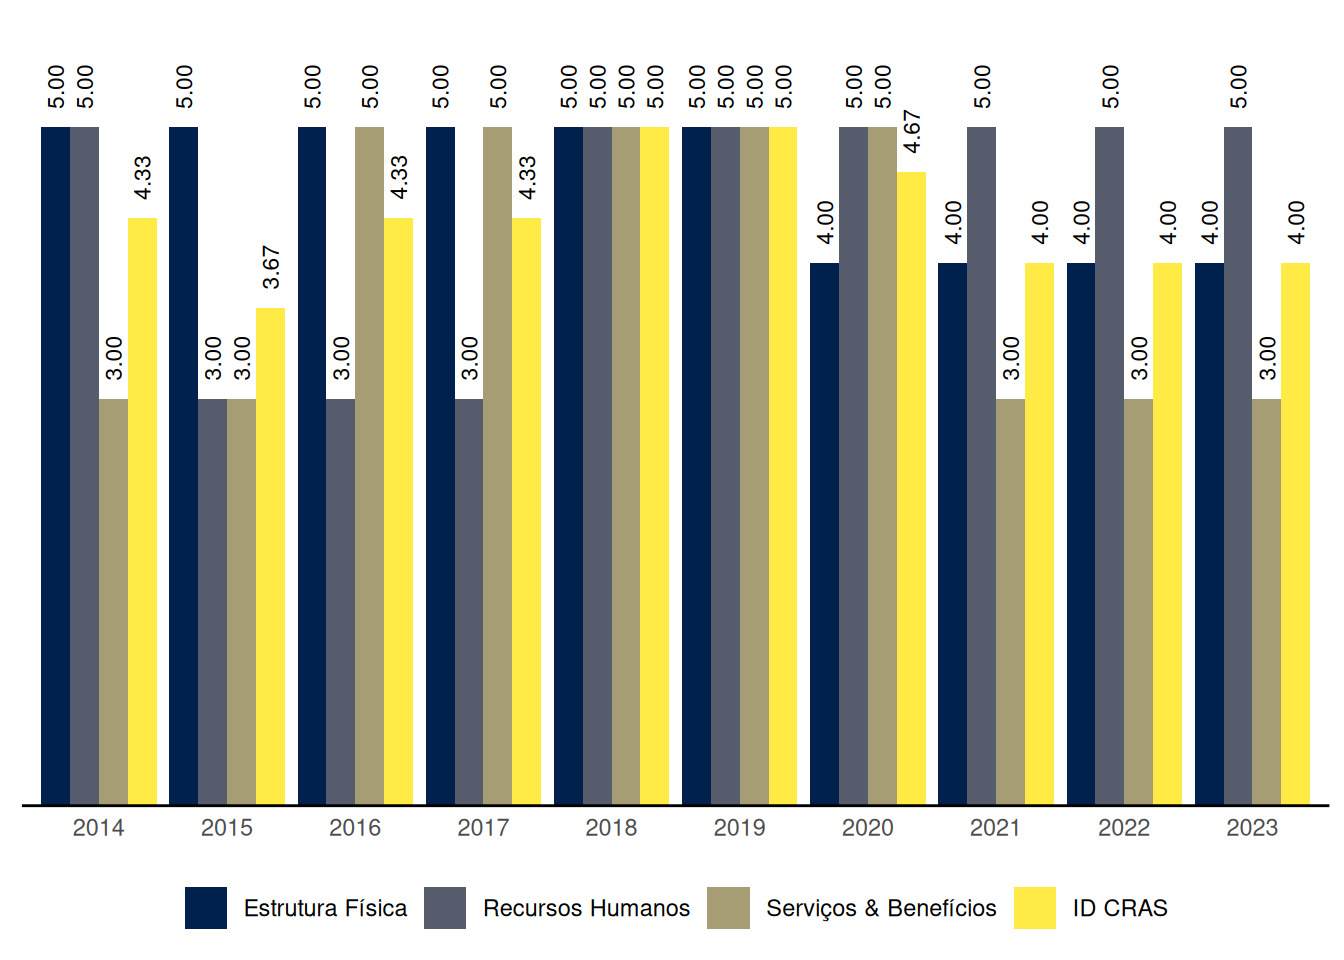 5.00 5.00 3.00 4.33 5.00 3.00 3.00 3.67 5.00 3.00 5.00 4.33 5.00 3.00 5.00 4.33 5.00 5.00 5.00 5.00 5.00 5.00 5.00 5.00 4.00 5.00 5.00 4.67 4.00 5.00 3.00 4.00 4.00 5.00 3.00 4.00 4.00 5.00 3.00 4.00
2014 2015 2016 2017 2018 2019 2020 2021 2022 2023
Estrutura Física Recursos Humanos Serviços & Benefícios ID CRAS